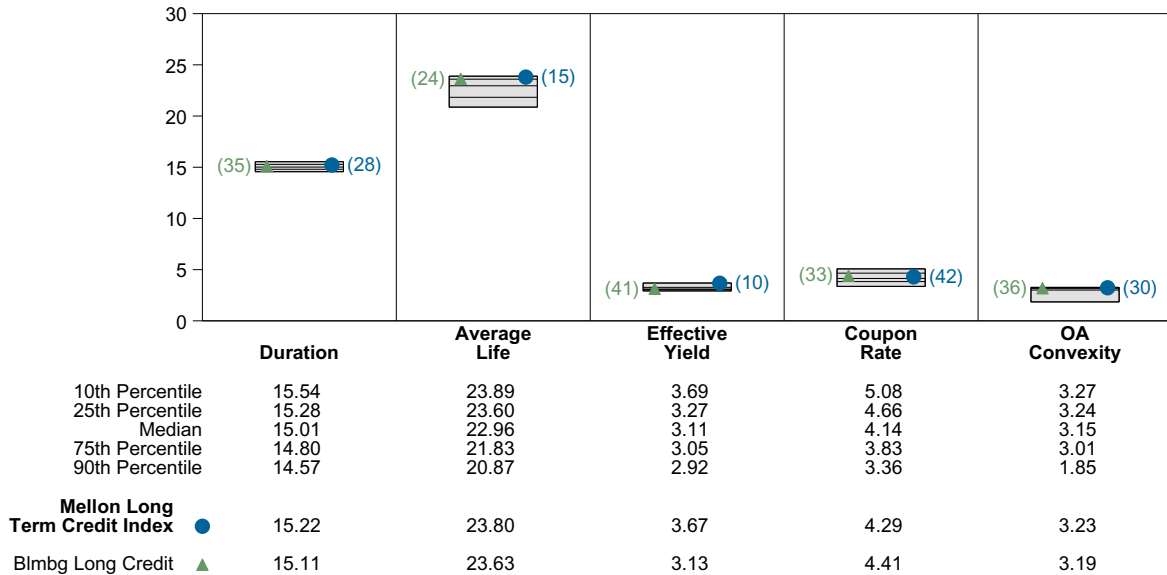 30
25
20
15
10
5
0
(35) (28)
(24) (15)
(41) (10)
(33) (42)
(36) (30)
Duration Average Life Effective Yield Coupon Rate OA Convexity
10th Percentile 15.54 23.89 3.69 5.08 3.27
25th Percentile 15.28 23.60 3.27 4.66 3.24
Median 15.01 22.96 3.11 4.14 3.15
75th Percentile 14.80 21.83 3.05 3.83 3.01
90th Percentile 14.57 20.87 2.92 3.36 1.85
Mellon Long
Term Credit Index 15.22 23.80 3.67 4.29 3.23
Blmbg Long Credit 15.11 23.63 3.13 4.41 3.19